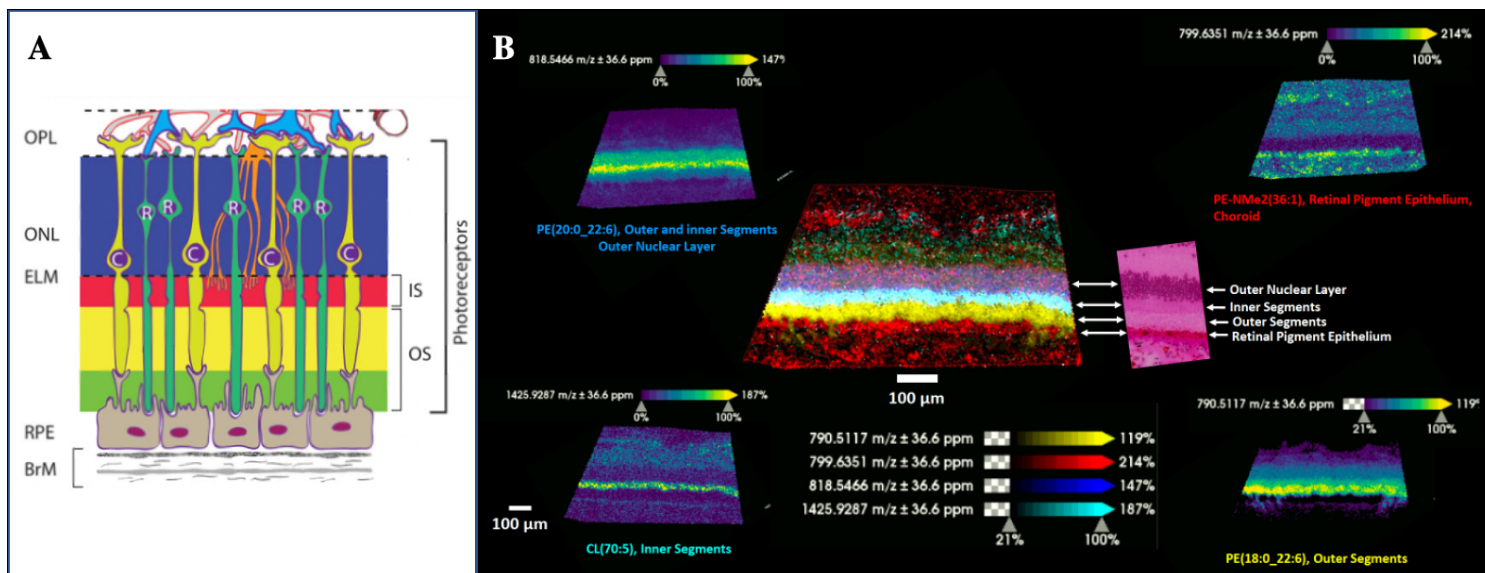 A
OPL
ONL
ELM
RPE
BrM
R
R
R
R
R
C
C
C
C
IS
OS
Photoreceptors
B
818.5466 m/z ± 36.6 ppm
147%
0%
100%
PE(20:0_22:6), Outer and inner Segments
Outer Nuclear Layer
799.6351 m/z ± 36.6 ppm
214%
0%
100%
PE-NMe2(36:1), Retinal Pigment Epithelium,
Choroid
Outer Nuclear Layer
Inner Segments
Outer Segments
Retinal Pigment Epithelium
100 µm
1425.9287 m/z ± 36.6 ppm
187%
0%
100%
100 µm
CL(70:5), Inner Segments
790.5117 m/z ± 36.6 ppm
119%
799.6351 m/z ± 36.6 ppm
214%
818.5466 m/z ± 36.6 ppm
147%
1425.9287 m/z ± 36.6 ppm
187%
21%
100%
790.5117 m/z ± 36.6 ppm
119%
21%
100%
PE(18:0_22:6), Outer Segments